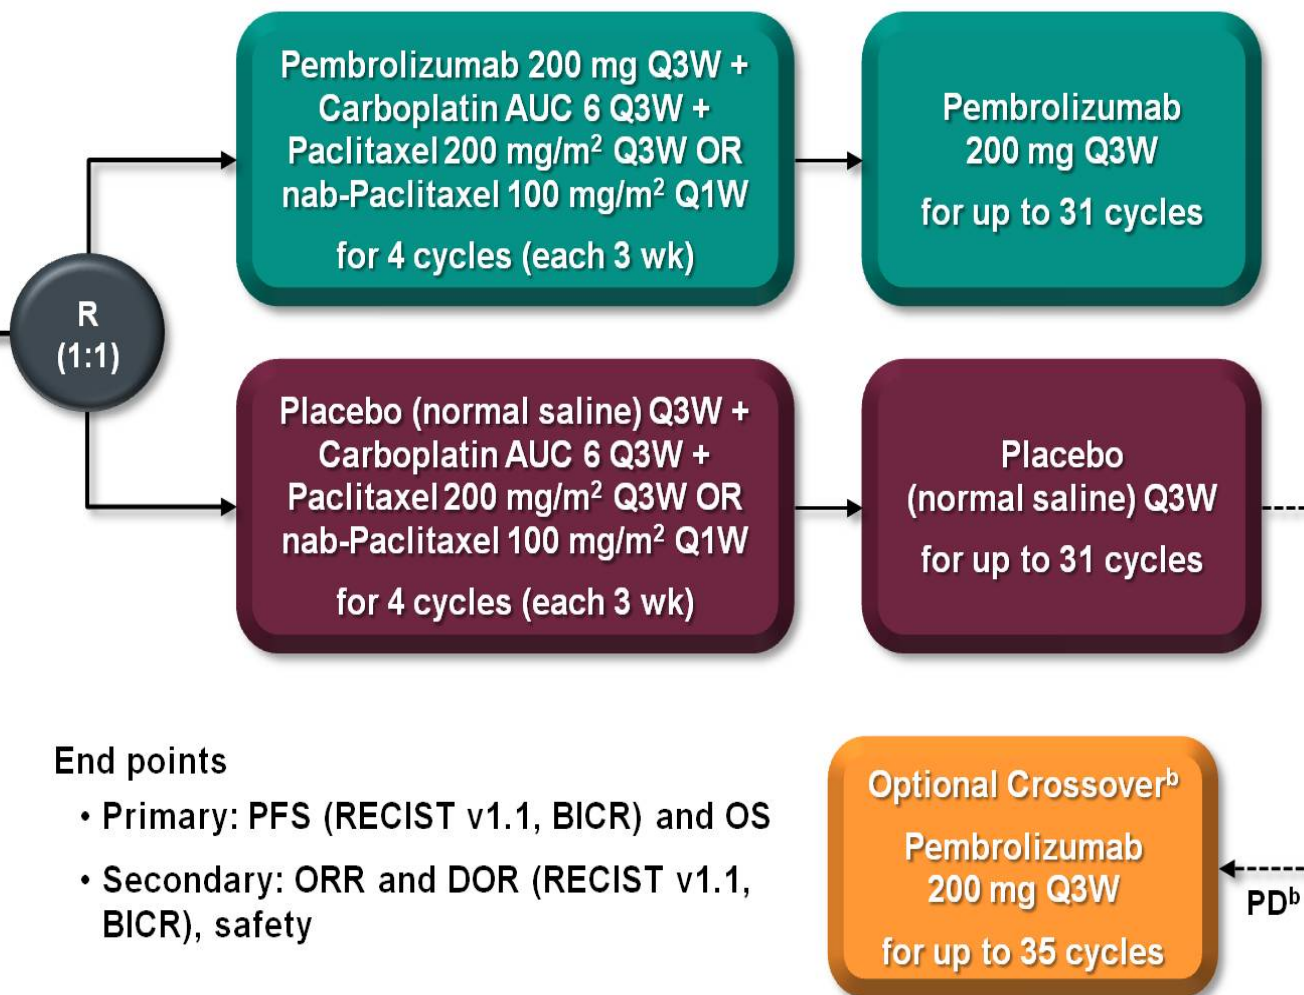 Pembrolizumab 200 mg Q3W +
Carboplatin AUC 6 Q3W +
Paclitaxel 200 mg/m² Q3W OR
nab-Paclitaxel 100 mg/m² Q1W
for 4 cycles (each 3 wk)
Pembrolizumab
200 mg Q3W
for up to 31 cycles
R
(1:1)
Placebo (normal saline) Q3W +
Carboplatin AUC 6 Q3W +
Paclitaxel 200 mg/m² Q3W OR
nab-Paclitaxel 100 mg/m² Q1W
for 4 cycles (each 3 wk)
Placebo
(normal saline) Q3W
for up to 31 cycles
End points
• Primary: PFS (RECIST v1.1, BICR) and OS
• Secondary: ORR and DOR (RECIST v1.1,
BICR), safety
Optional Crossoverᵇ
Pembrolizumab
200 mg Q3W
for up to 35 cycles
PDᵇ